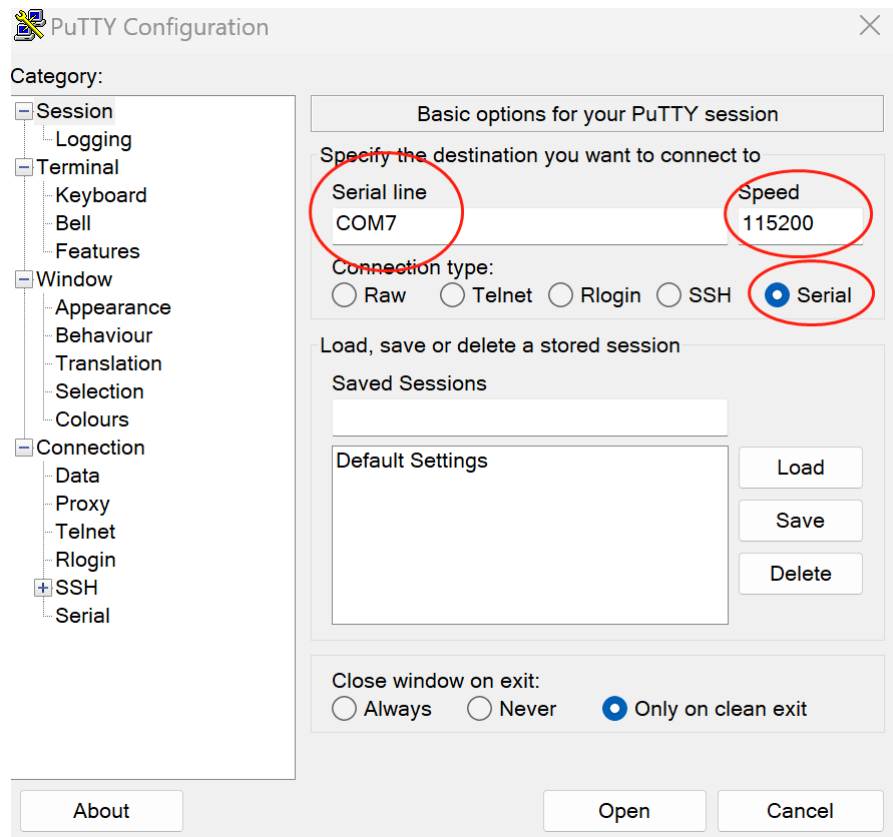 PuTTY Configuration
Category:
Session
Logging
Terminal
Keyboard
Bell
Features
Window
Appearance
Behaviour
Translation
Selection
Colours
Connection
Data
Proxy
Telnet
Rlogin
SSH
Serial
Basic options for your PuTTY session
Specify the destination you want to connect to
Serial line Speed
COM7 115200
Connection type:
Raw Telnet Rlogin SSH Serial
Load, save or delete a stored session
Saved Sessions
Default Settings
Load
Save
Delete
Close window on exit:
Always Never Only on clean exit
About Open Cancel